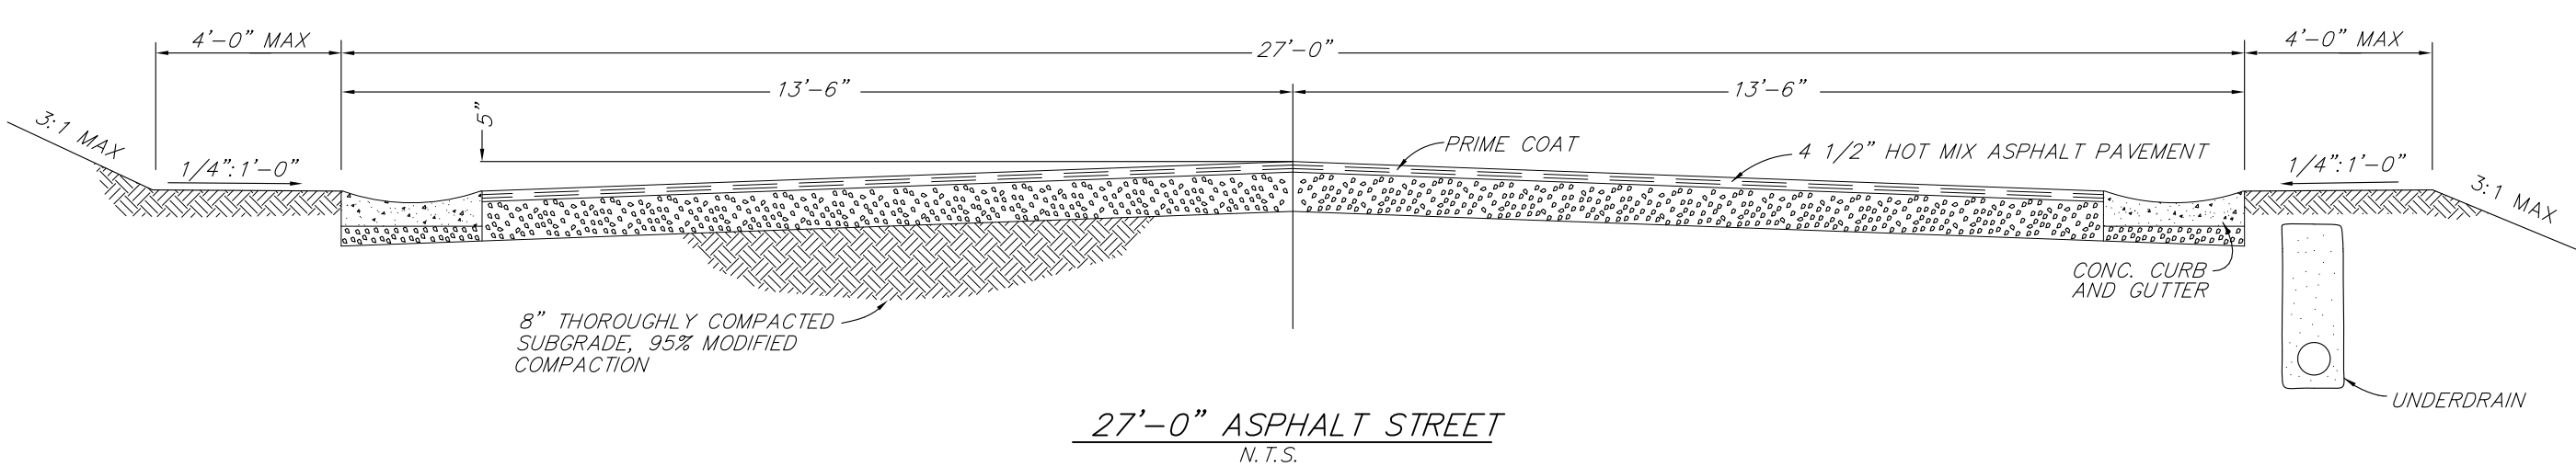 4'-0" MAX
27'-0"
4'-0" MAX
13'-6"
13'-6"
5"
3:1 MAX
PRIME COAT
4 1/2" HOT MIX ASPHALT PAVEMENT
1/4":1'-0"
1/4":1'-0"
3:1 MAX
CONC. CURB
AND GUTTER
8" THOROUGHLY COMPACTED
SUBGRADE, 95% MODIFIED
COMPACTION
UNDERDRAIN
27'-0" ASPHALT STREET
N.T.S.